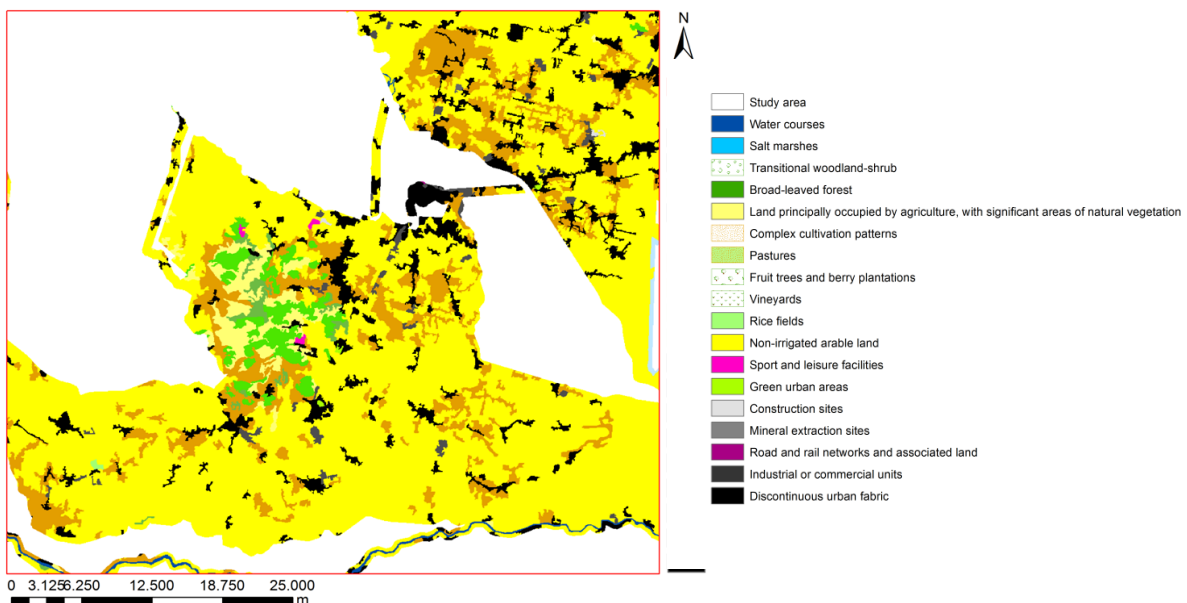 N
Study area
Water courses
Salt marshes
Transitional woodland-shrub
Broad-leaved forest
Land principally occupied by agriculture, with significant areas of natural vegetation
Complex cultivation patterns
Pastures
Fruit trees and berry plantations
Vineyards
Rice fields
Non-irrigated arable land
Sport and leisure facilities
Green urban areas
Construction sites
Mineral extraction sites
Road and rail networks and associated land
Industrial or commercial units
Discontinuous urban fabric
0 3.125 6.250 12.500 18.750 25.000
m